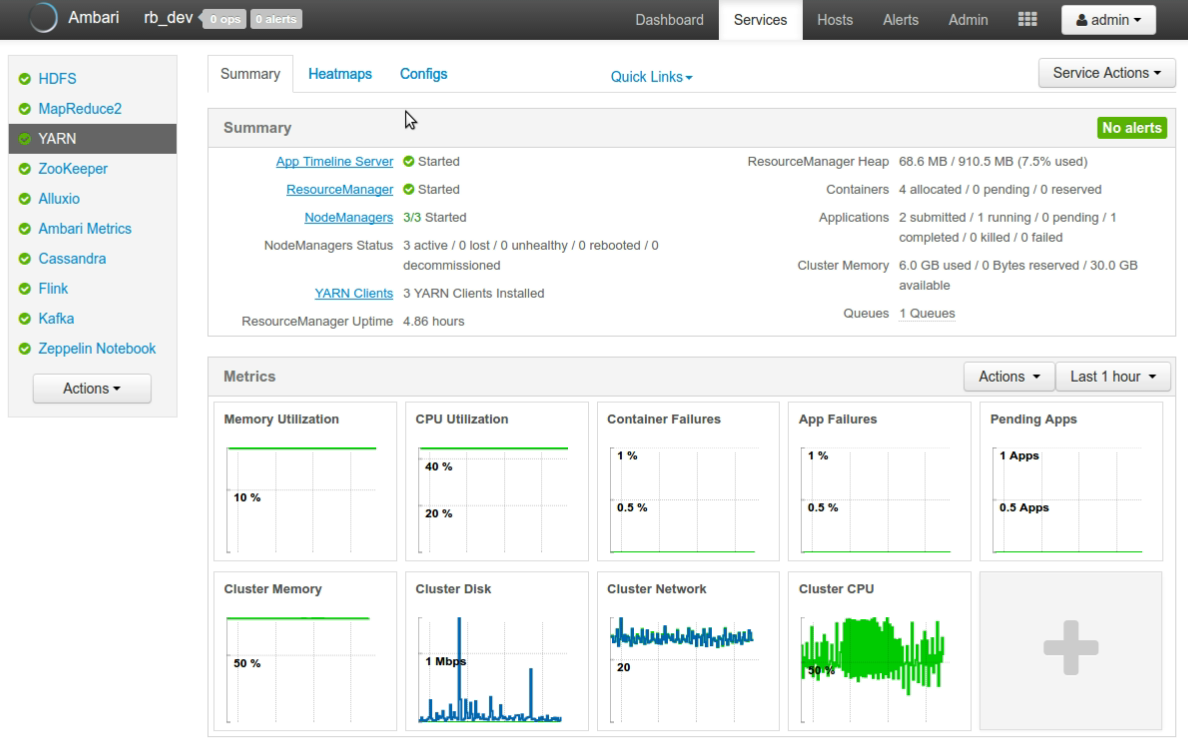 Ambari rb_dev 0 ops 0 alerts Dashboard Services Hosts Alerts Admin admin
HDFS
MapReduce2
YARN
ZooKeeper
Alluxio
Ambari Metrics
Cassandra
Flink
Kafka
Zeppelin Notebook
Actions
Summary Heatmaps Configs Quick Links Service Actions
Summary No alerts
App Timeline Server Started
ResourceManager Started
NodeManagers 3/3 Started
NodeManagers Status 3 active / 0 lost / 0 unhealthy / 0 rebooted / 0
decommissioned
YARN Clients 3 YARN Clients Installed
ResourceManager Uptime 4.86 hours
ResourceManager Heap 68.6 MB / 910.5 MB (7.5% used)
Containers 4 allocated / 0 pending / 0 reserved
Applications 2 submitted / 1 running / 0 pending / 1
completed / 0 killed / 0 failed
Cluster Memory 6.0 GB used / 0 Bytes reserved / 30.0 GB
available
Queues 1 Queues
Metrics Actions Last 1 hour
Memory Utilization
10 %
CPU Utilization
40 %
20 %
Container Failures
1 %
0.5 %
App Failures
1 %
0.5 %
Pending Apps
1 Apps
0.5 Apps
Cluster Memory
50 %
Cluster Disk
1 Mbps
Cluster Network
20
Cluster CPU
50 %